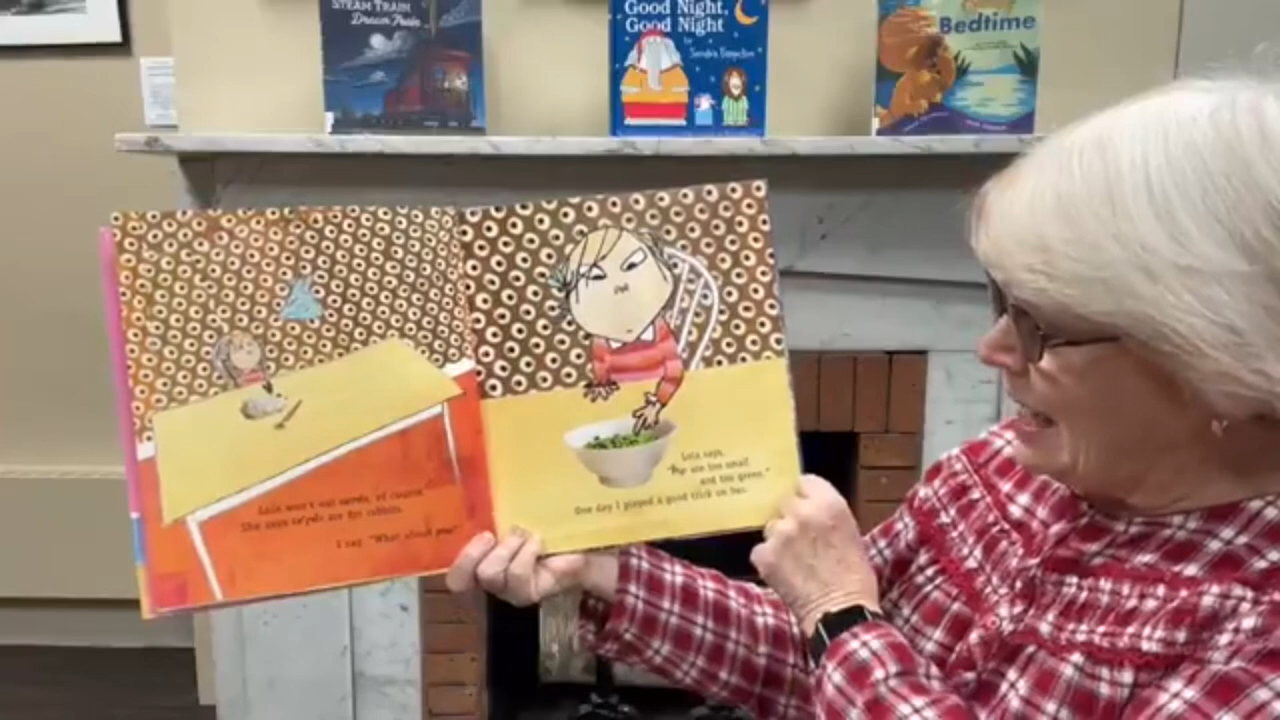 STEAM TRAIN
Dream Train
Good Night,
Good Night
by
Sandra Boynton
Bedtime
Lola won't eat carrots, of course.
She says carrots are for rabbits.
I say, "What about peas?"
Lola says,
"Peas are too small
and too green."
One day I played a good trick on her.